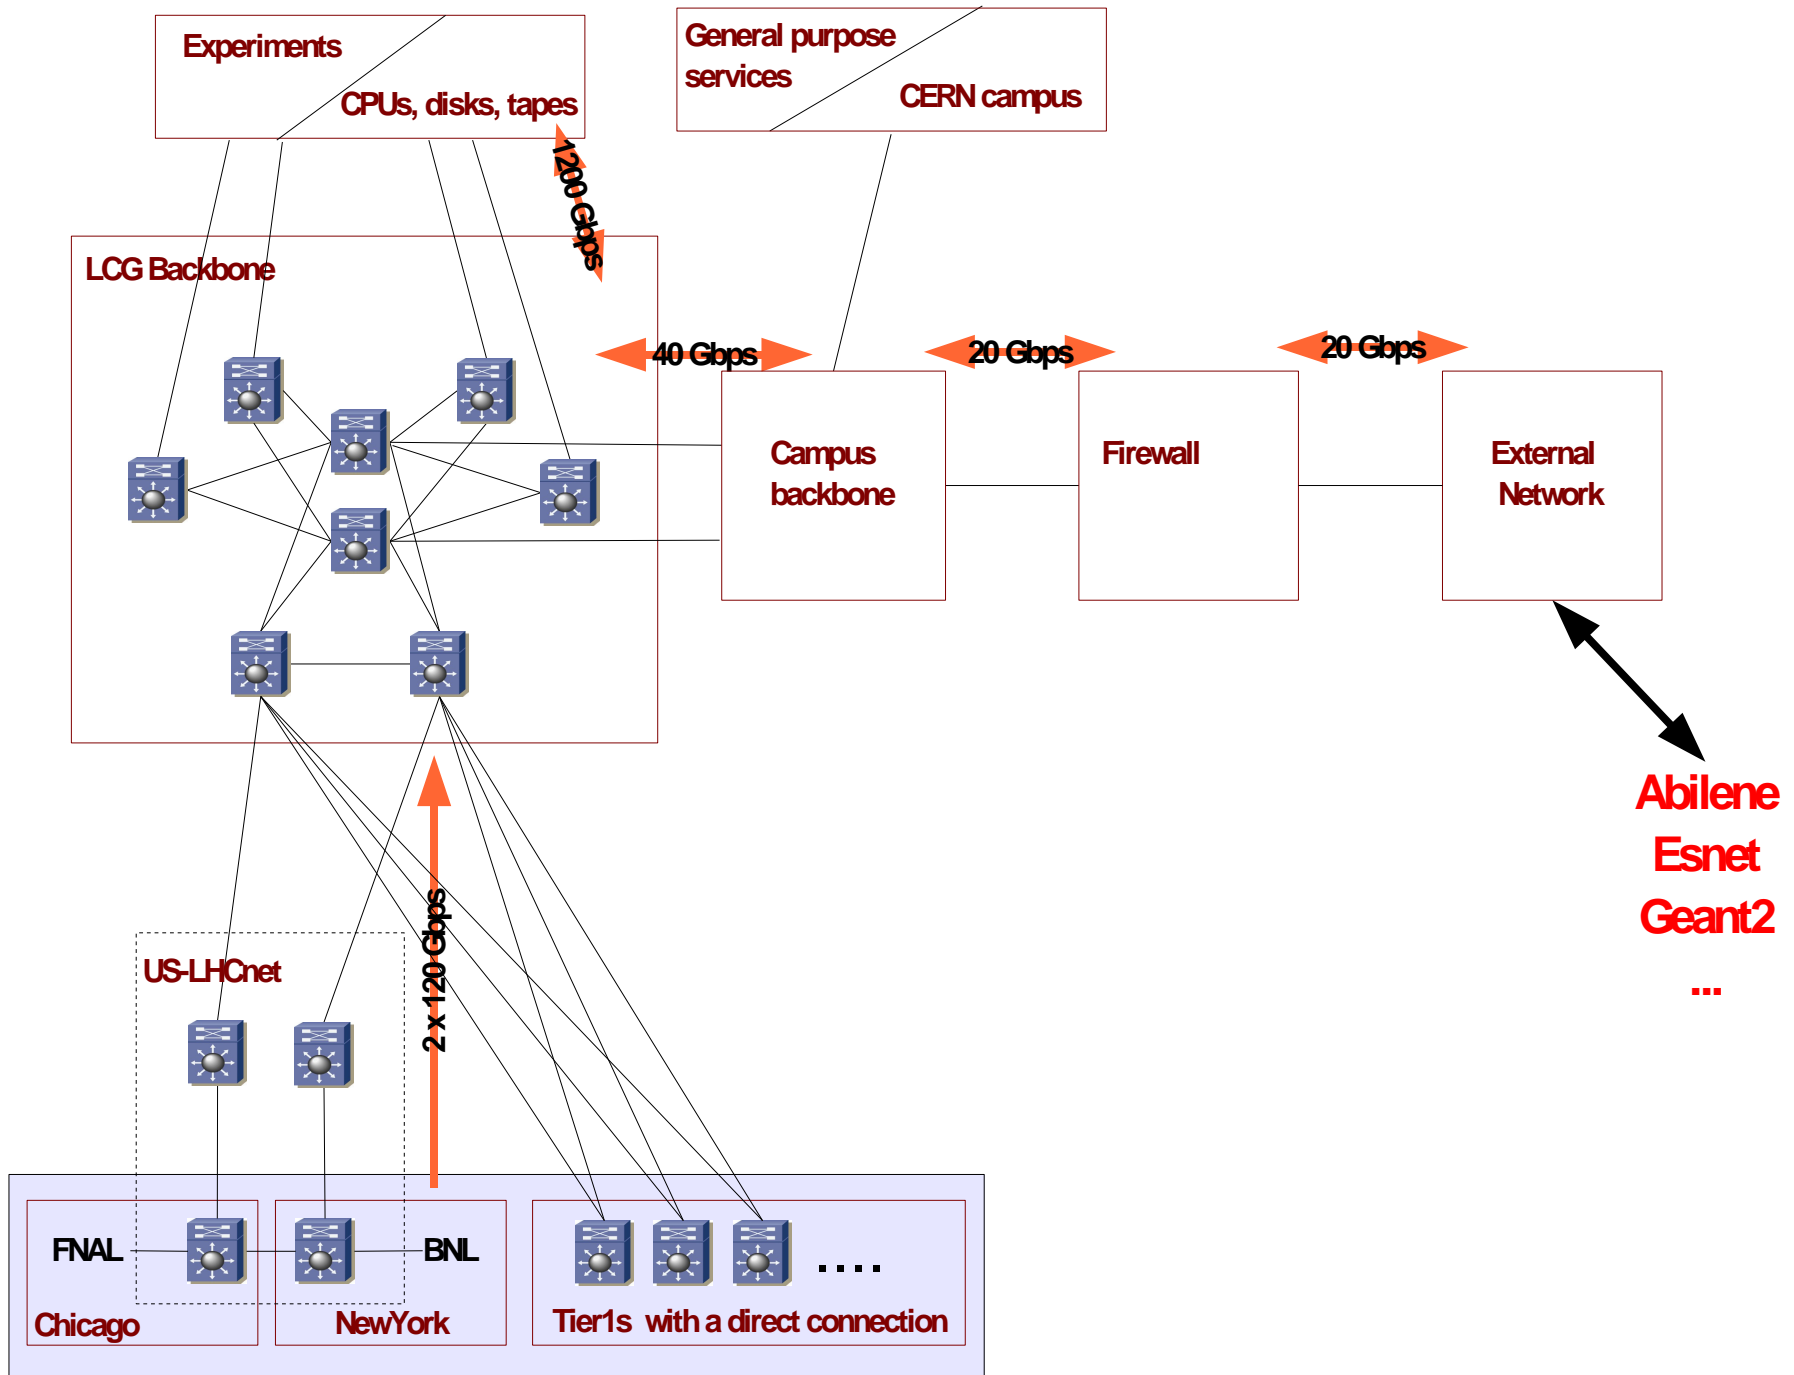 Experiments
CPUs, disks, tapes
General purpose
services
CERN campus
1200 Gbps
LCG Backbone
40 Gbps
20 Gbps
20 Gbps
Campus
backbone
Firewall
External
Network
Abilene
Esnet
Geant2
...
2 x 120 Gbps
US-LHCnet
FNAL
BNL
....
Chicago
NewYork
Tier1s with a direct connection